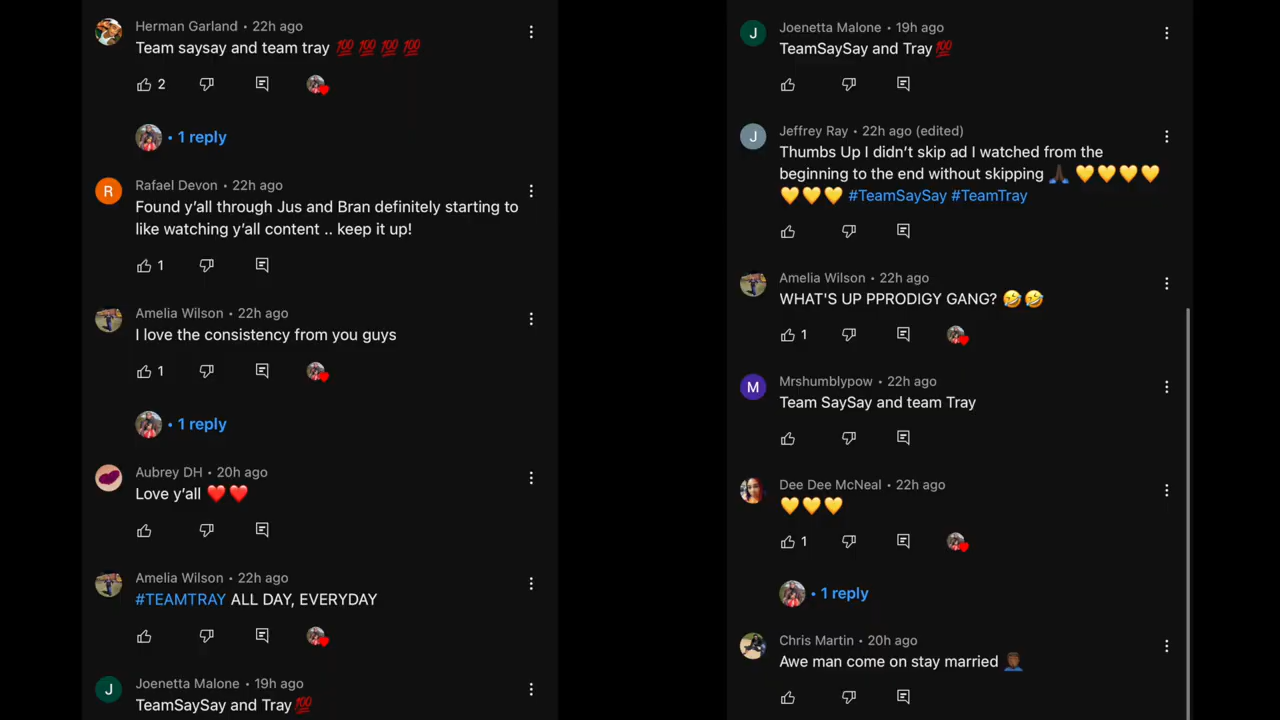 Herman Garland • 22h ago
Team saysay and team tray 💯 💯 💯 💯
2
• 1 reply
R
Rafael Devon • 22h ago
Found y'all through Jus and Bran definitely starting to
like watching y'all content .. keep it up!
1
Amelia Wilson • 22h ago
I love the consistency from you guys
1
• 1 reply
Aubrey DH • 20h ago
Love y'all ❤️❤️
Amelia Wilson • 22h ago
#TEAMTRAY ALL DAY, EVERYDAY
J
Joenetta Malone • 19h ago
TeamSaySay and Tray💯
J
Joenetta Malone • 19h ago
TeamSaySay and Tray💯
J
Jeffrey Ray • 22h ago (edited)
Thumbs Up I didn't skip ad I watched from the
beginning to the end without skipping 🙏🏿 💛💛💛💛
💛💛💛 #TeamSaySay #TeamTray
Amelia Wilson • 22h ago
WHAT'S UP PPRODIGY GANG? 🤣🤣
1
M
Mrshumblypow • 22h ago
Team SaySay and team Tray
Dee Dee McNeal • 22h ago
💛💛💛
1
• 1 reply
Chris Martin • 20h ago
Awe man come on stay married 🤦🏾‍♂️